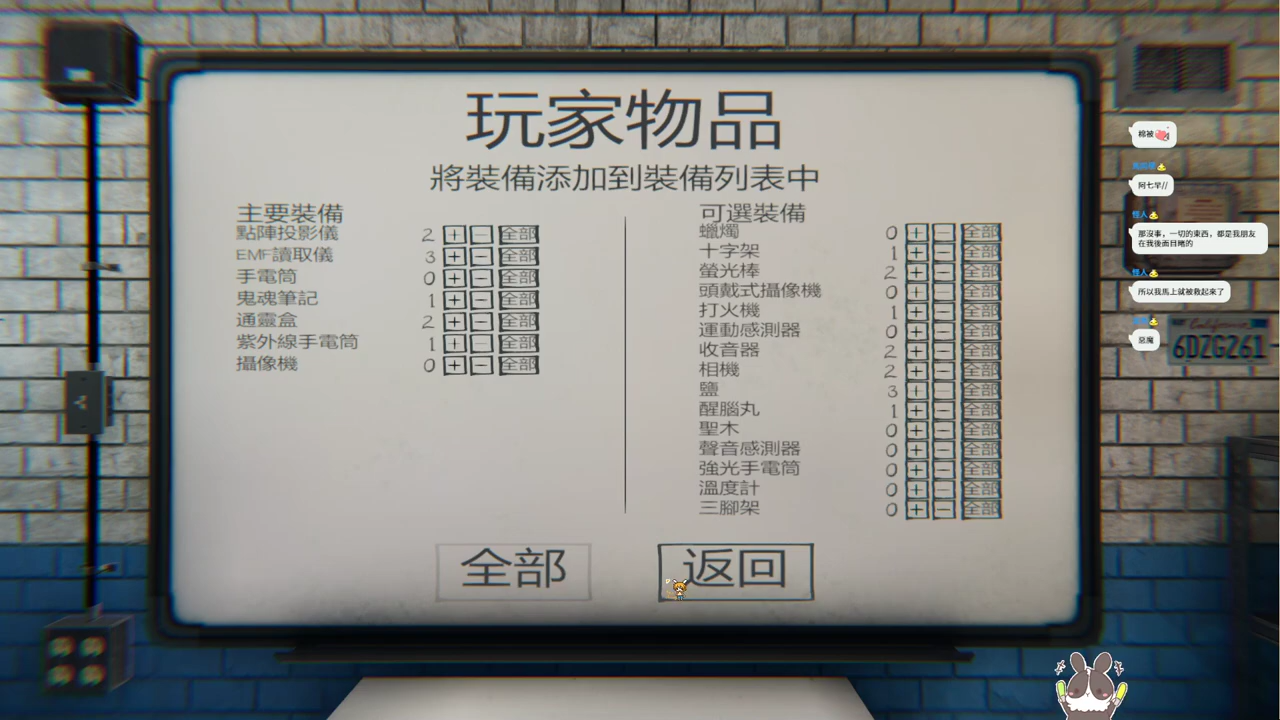 玩家物品
將裝備添加到裝備列表中
主要裝備
點陣投影儀 2 + − 全部
EMF讀取儀 3 + − 全部
手電筒 0 + − 全部
鬼魂筆記 1 + − 全部
通靈盒 2 + − 全部
紫外線手電筒 1 + − 全部
攝像機 0 + − 全部
可選裝備
蠟燭 0 + − 全部
十字架 1 + − 全部
螢光棒 2 + − 全部
頭戴式攝像機 0 + − 全部
打火機 1 + − 全部
運動感測器 0 + − 全部
收音器 2 + − 全部
相機 2 + − 全部
鹽 3 + − 全部
醒腦丸 1 + − 全部
聖木 0 + − 全部
聲音感測器 0 + − 全部
強光手電筒 0 + − 全部
溫度計 0 + − 全部
三腳架 0 + − 全部
全部
返回
棉被
阿七早//
怪人
那沒事，一切的東西，都是我朋友
在我後面目睹的
怪人
所以我馬上就被救起來了
惡魔
California
6DZG261